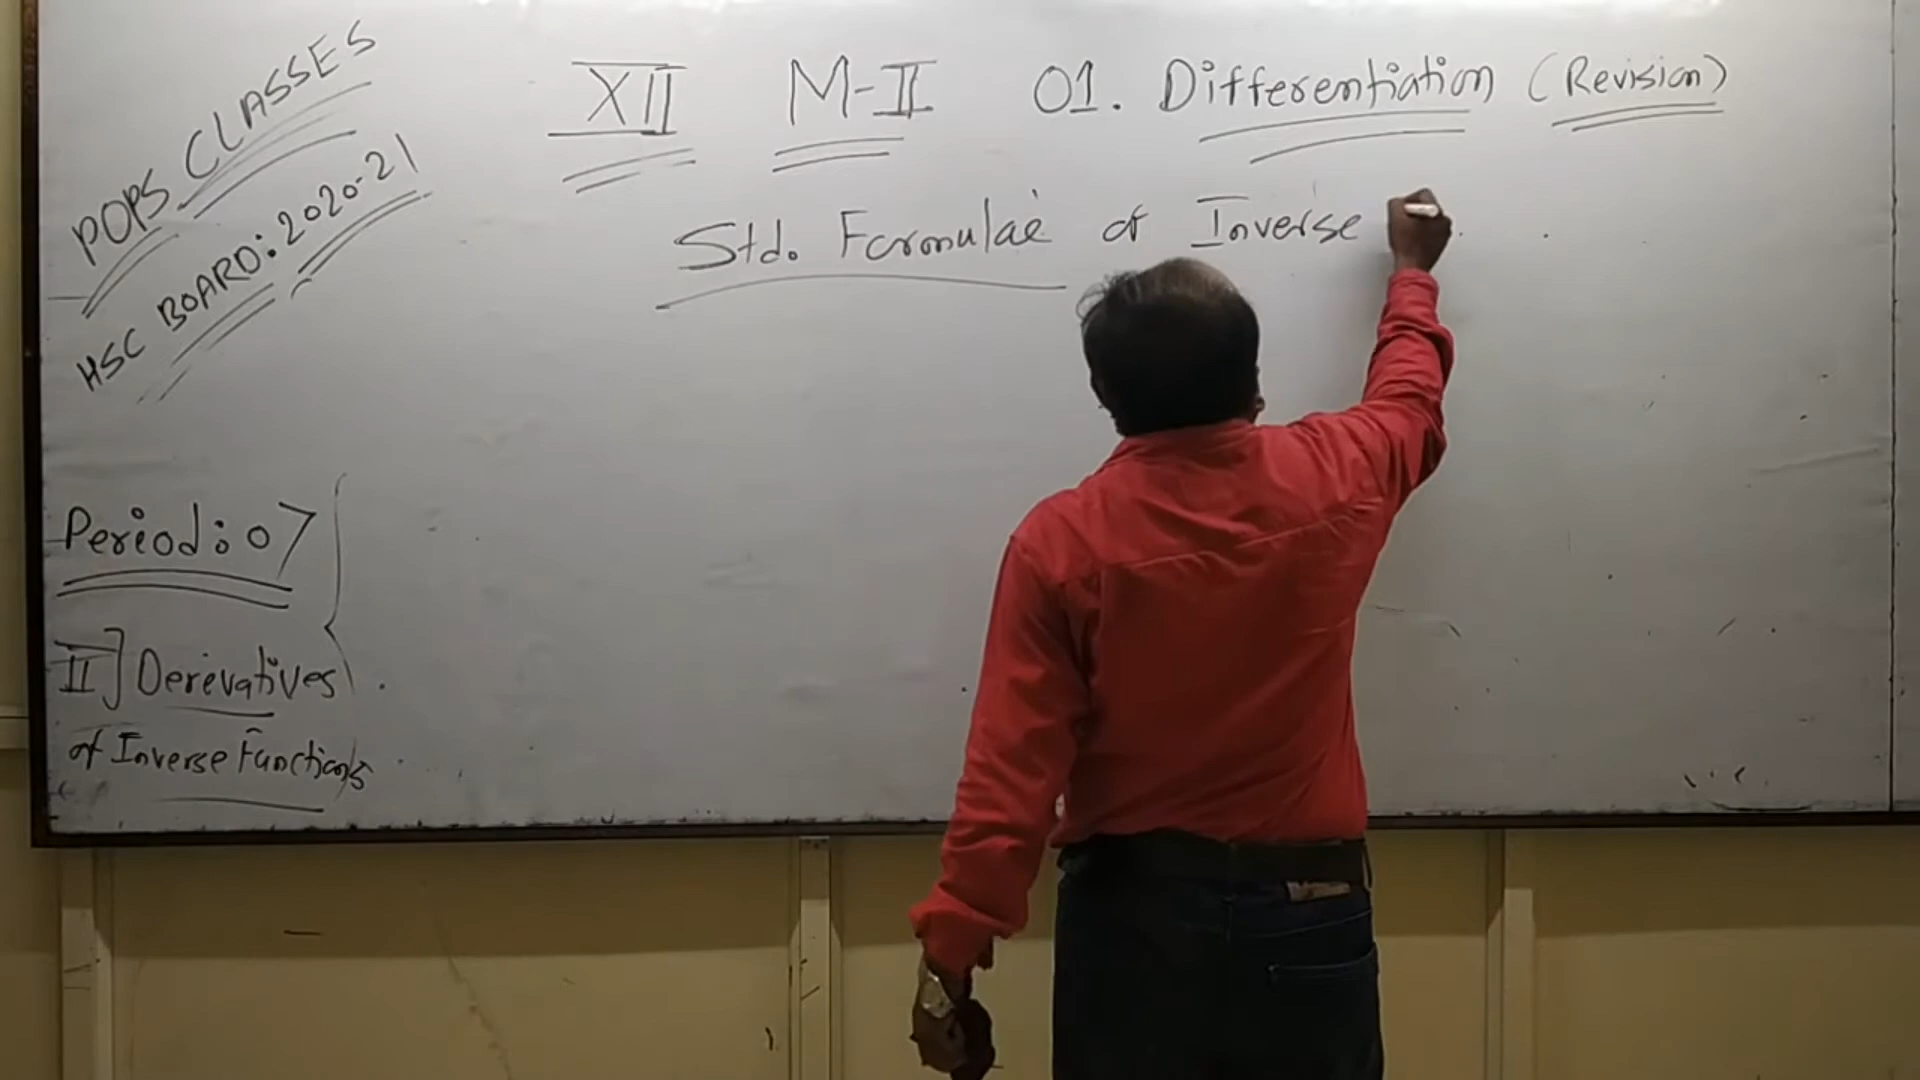 POPS CLASSES
HSC BOARD: 2020-21
XII M-II 01. Differentiation (Revision)
Std. Formulae of Inverse
Period: 07
II] Derevatives
of Inverse Functions